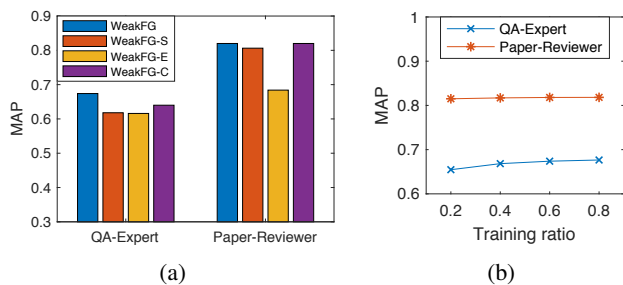 0.9
0.8
0.7
0.6
0.5
0.4
0.3
MAP
WeakFG
WeakFG-S
WeakFG-E
WeakFG-C
QA-Expert
Paper-Reviewer
(a)
1
0.9
0.8
0.7
0.6
MAP
QA-Expert
Paper-Reviewer
0.2 0.4 0.6 0.8
Training ratio
(b)